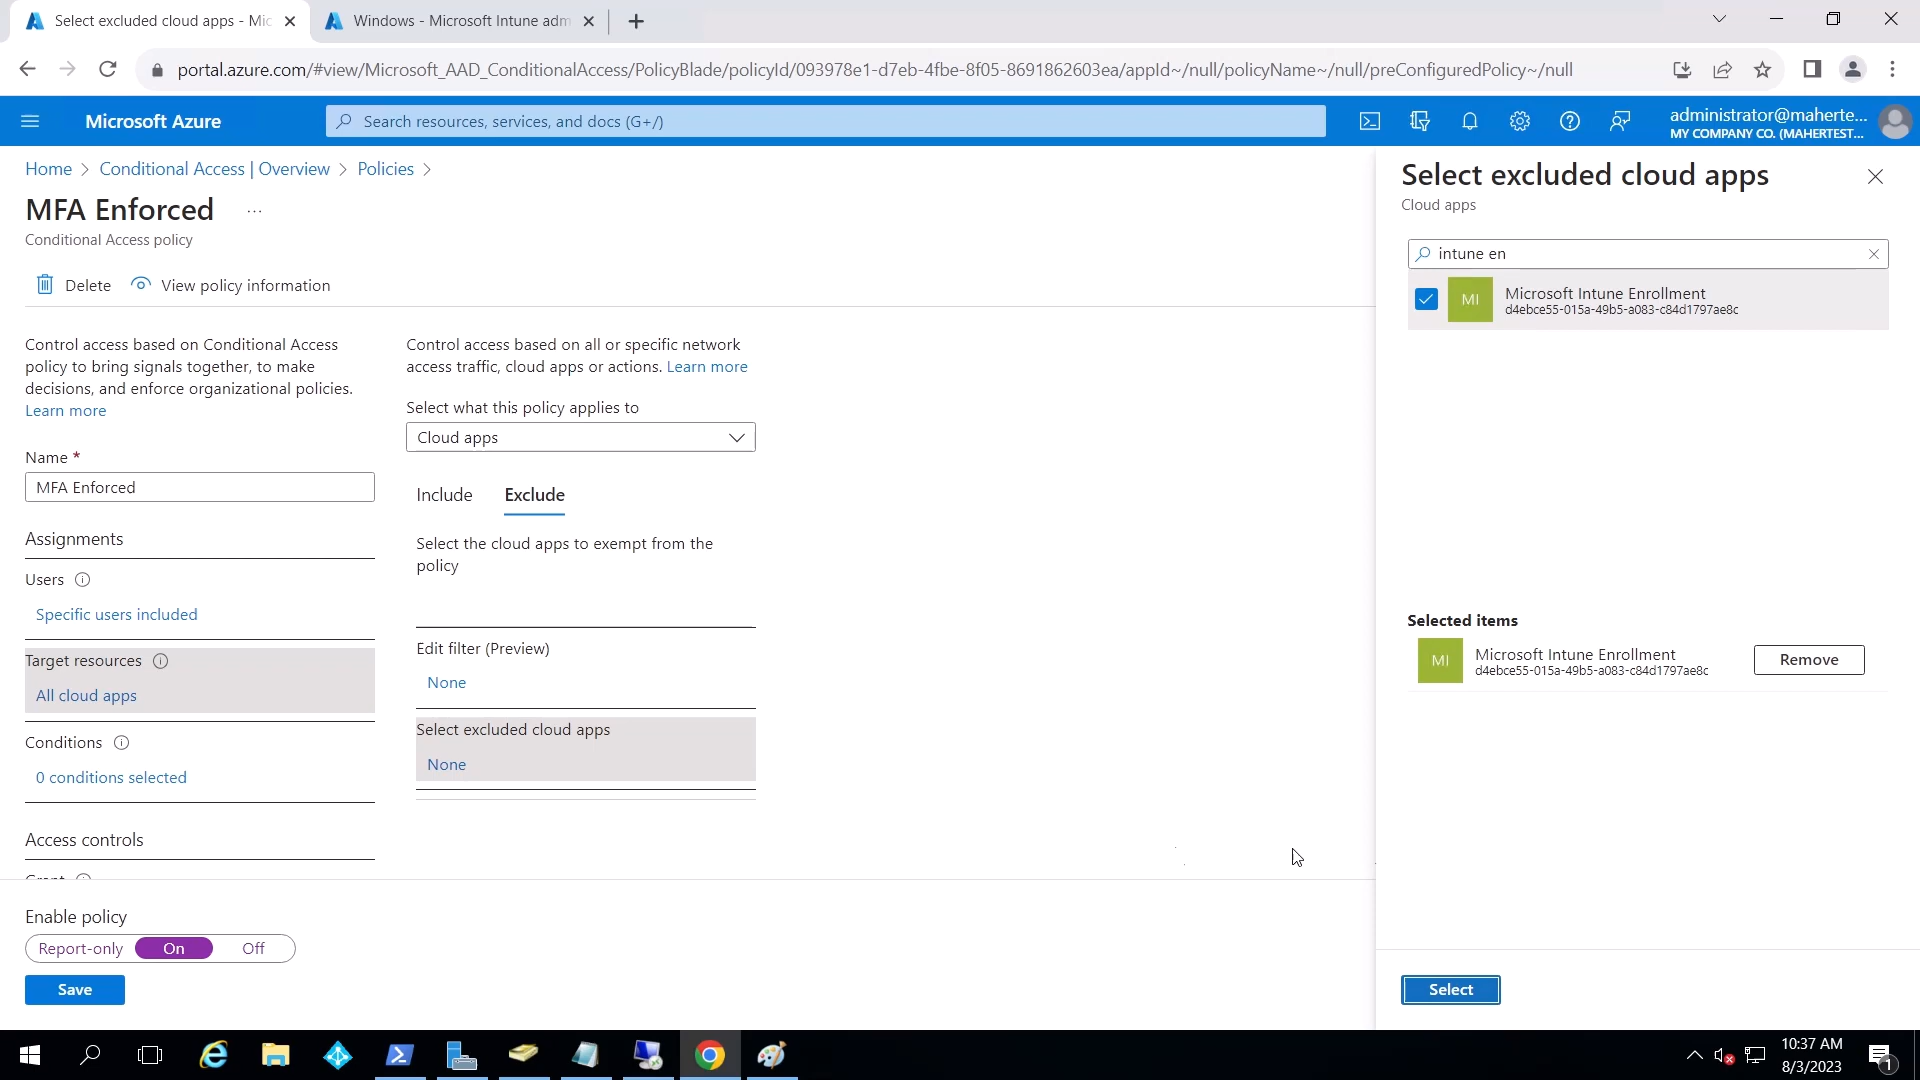 Select excluded cloud apps - Mic
Windows - Microsoft Intune adm
portal.azure.com/#view/Microsoft_AAD_ConditionalAccess/PolicyBlade/policyId/093978e1-d7eb-4fbe-8f05-8691862603ea/appId~/null/policyName~/null/preConfiguredPolicy~/null
Microsoft Azure
Search resources, services, and docs (G+/)
administrator@maherte...
MY COMPANY CO. (MAHERTEST...
Home > Conditional Access | Overview > Policies >
MFA Enforced ...
Conditional Access policy
Delete
View policy information
Control access based on Conditional Access
policy to bring signals together, to make
decisions, and enforce organizational policies.
Learn more
Name *
MFA Enforced
Assignments
Users
Specific users included
Target resources
All cloud apps
Conditions
0 conditions selected
Access controls
Grant
Enable policy
Report-only
On
Off
Save
Control access based on all or specific network
access traffic, cloud apps or actions. Learn more
Select what this policy applies to
Cloud apps
Include
Exclude
Select the cloud apps to exempt from the
policy
Edit filter (Preview)
None
Select excluded cloud apps
None
Select excluded cloud apps
Cloud apps
intune en
MI
Microsoft Intune Enrollment
d4ebce55-015a-49b5-a083-c84d1797ae8c
Selected items
MI
Microsoft Intune Enrollment
d4ebce55-015a-49b5-a083-c84d1797ae8c
Remove
Select
10:37 AM
8/3/2023
1